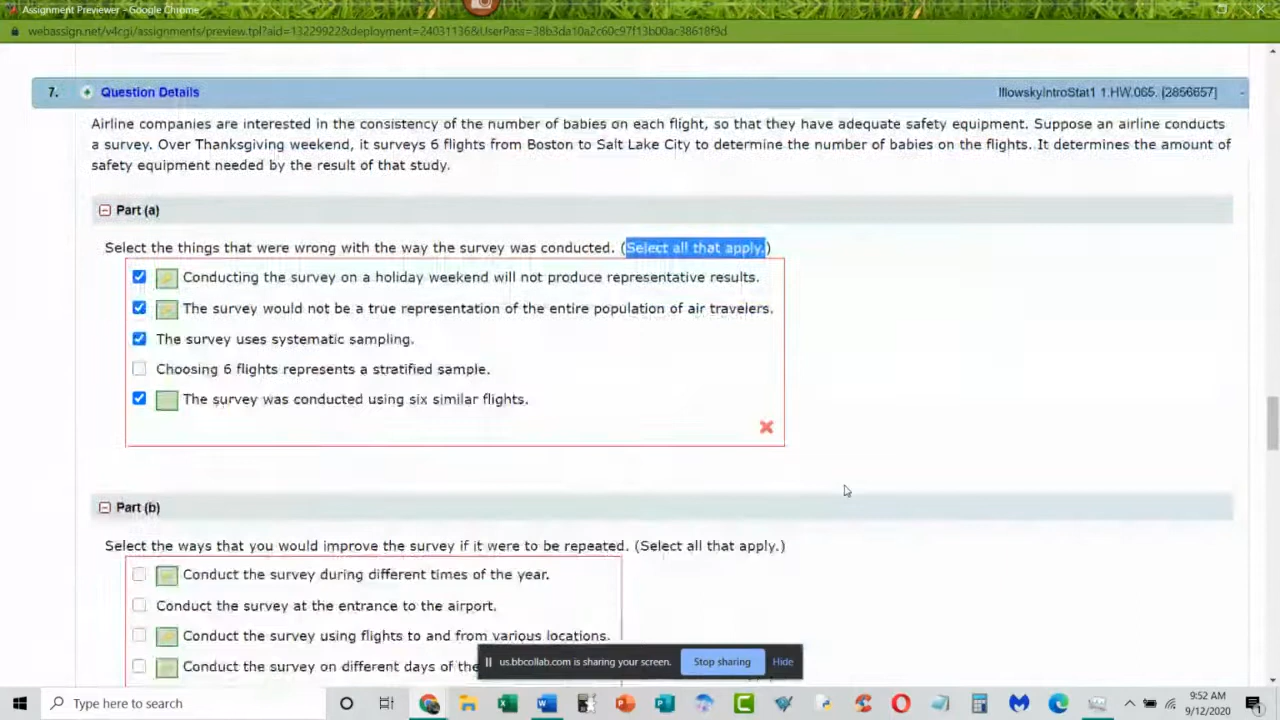 Assignment Previewer - Google Chrome
webassign.net/v4cgi/assignments/preview.tpl?aid=13229922&deployment=24031136&UserPass=38b3da10a2c60c97f13b00ac38618f9d
7. + Question Details IllowskyIntroStat1 1.HW.065. [2856657] -
Airline companies are interested in the consistency of the number of babies on each flight, so that they have adequate safety equipment. Suppose an airline conducts
a survey. Over Thanksgiving weekend, it surveys 6 flights from Boston to Salt Lake City to determine the number of babies on the flights. It determines the amount of
safety equipment needed by the result of that study.
Part (a)
Select the things that were wrong with the way the survey was conducted. (Select all that apply.)
Conducting the survey on a holiday weekend will not produce representative results.
The survey would not be a true representation of the entire population of air travelers.
The survey uses systematic sampling.
Choosing 6 flights represents a stratified sample.
The survey was conducted using six similar flights.
Part (b)
Select the ways that you would improve the survey if it were to be repeated. (Select all that apply.)
Conduct the survey during different times of the year.
Conduct the survey at the entrance to the airport.
Conduct the survey using flights to and from various locations.
Conduct the survey on different days of the
us.bbcollab.com is sharing your screen. Stop sharing Hide
Type here to search
9:52 AM
9/12/2020